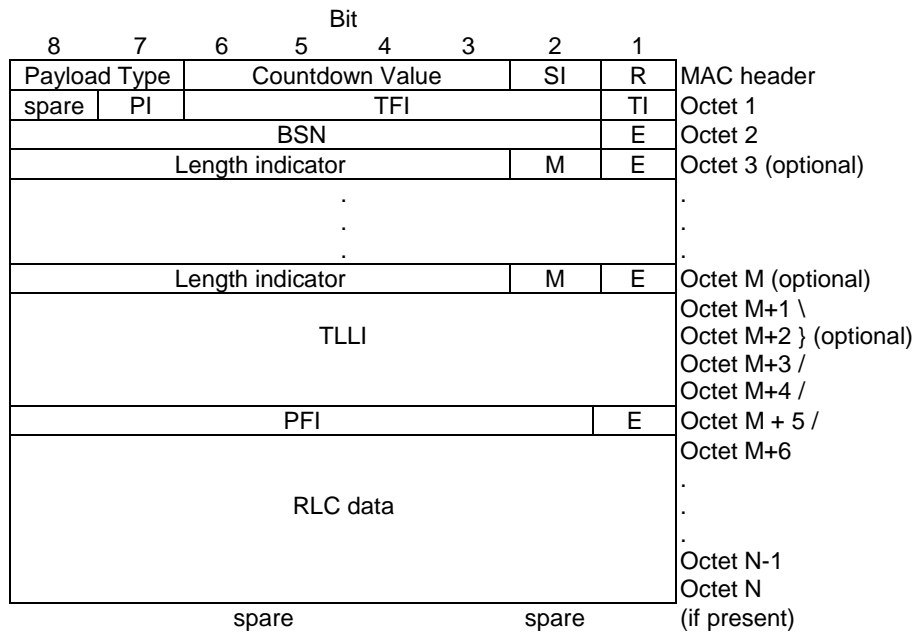 Bit
8 7 6 5 4 3 2 1
Payload Type Countdown Value SI R MAC header
spare PI TFI TI Octet 1
BSN E Octet 2
Length indicator M E Octet 3 (optional)
. .
. .
. .
Length indicator M E Octet M (optional)
Octet M+1 \
TLLI Octet M+2 } (optional)
Octet M+3 /
Octet M+4 /
PFI E Octet M + 5 /
Octet M+6
.
RLC data .
.
Octet N-1
Octet N
spare spare (if present)